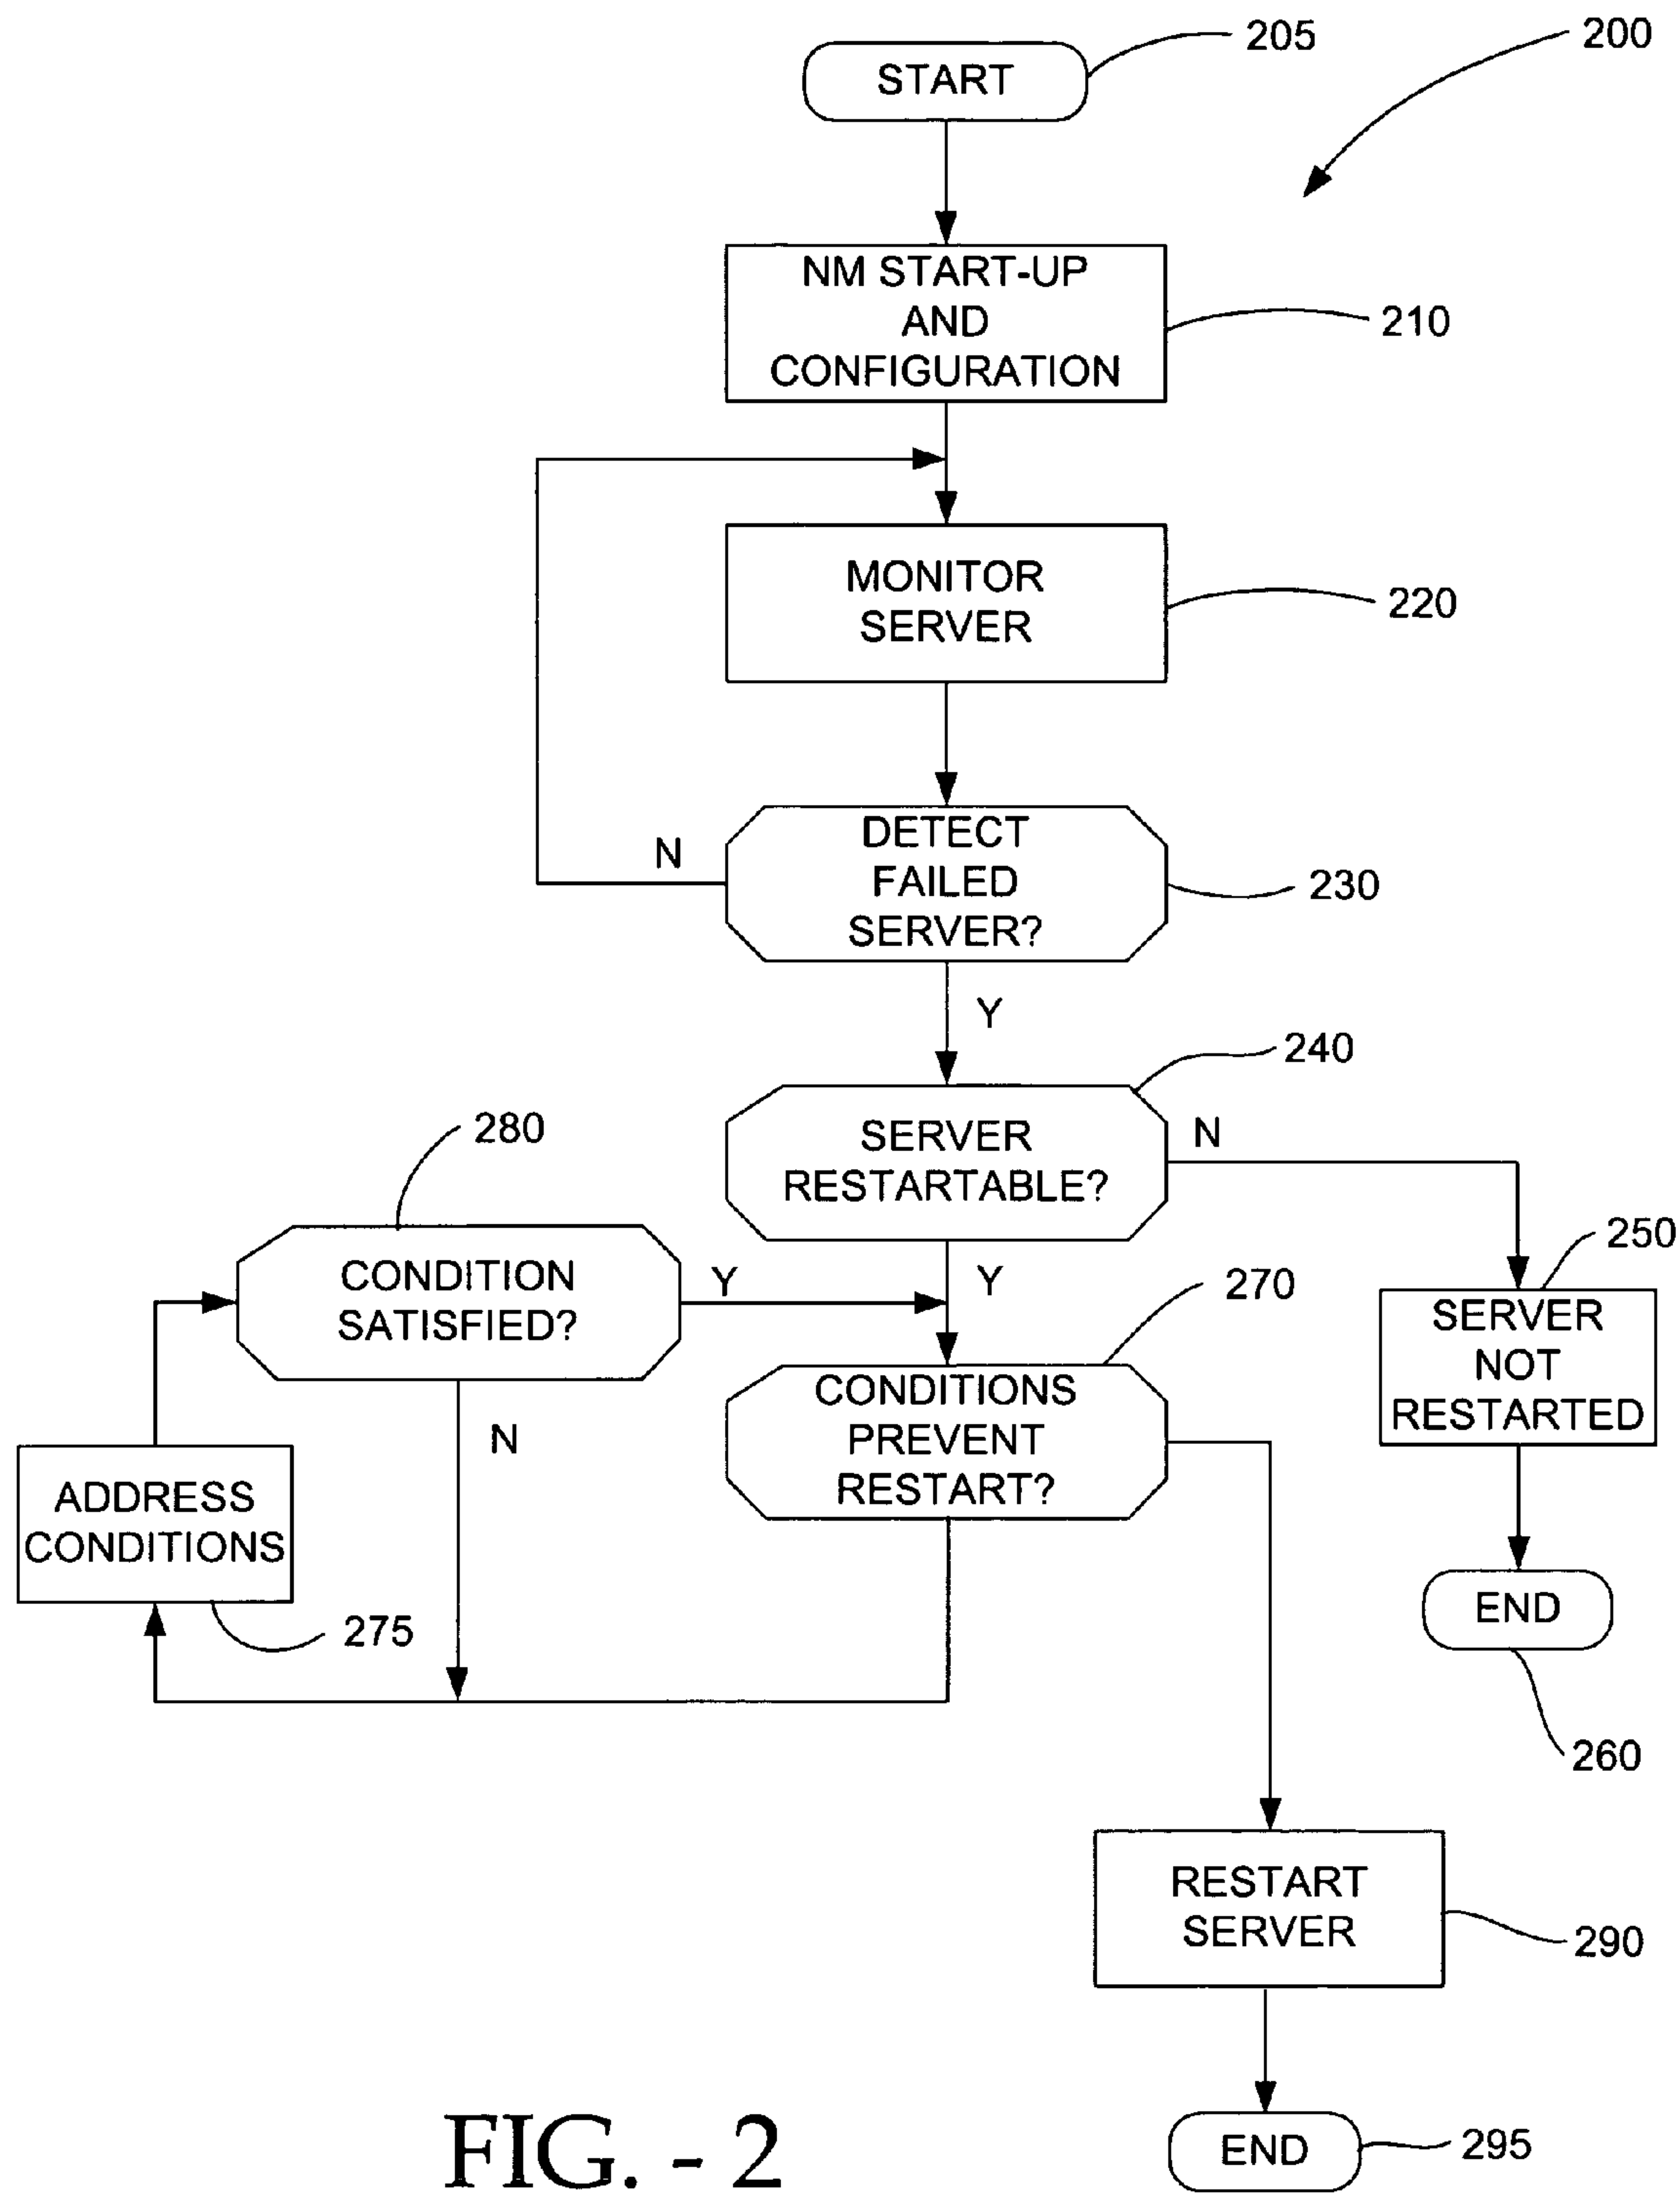 205
200
START
NM START-UP
AND
CONFIGURATION
210
MONITOR
SERVER
220
DETECT
FAILED
SERVER?
N
230
Y
240
SERVER
RESTARTABLE?
N
280
CONDITION
SATISFIED?
Y
Y
270
250
SERVER
NOT
RESTARTED
CONDITIONS
PREVENT
RESTART?
N
ADDRESS
CONDITIONS
275
END
260
RESTART
SERVER
290
END
295
FIG. - 2